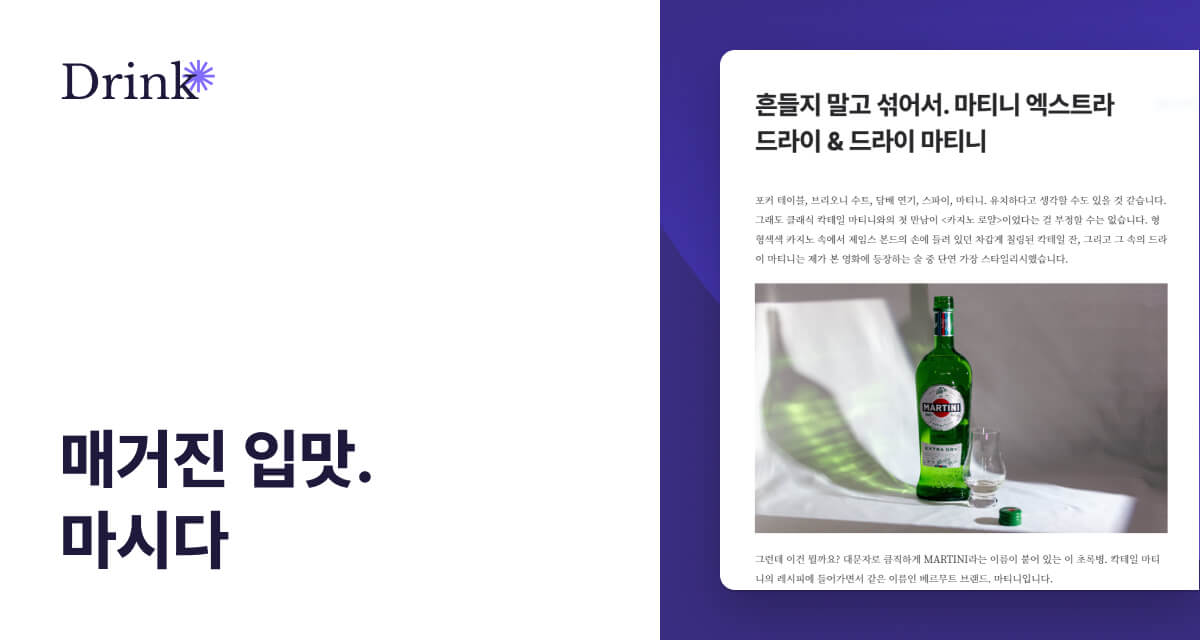 Drink
매거진 입맛.
마시다
흔들지 말고 섞어서. 마티니 엑스트라
드라이 & 드라이 마티니
포커 테이블, 브리오니 수트, 담배 연기, 스파이, 마티니. 유치하다고 생각할 수도 있을 것 같습니다.
그래도 클래식 칵테일 마티니와의 첫 만남이 <카지노 로얄>이었다는 걸 부정할 수는 없습니다. 형
형색색 카지노 속에서 제임스 본드의 손에 들려 있던 차갑게 칠링된 칵테일 잔, 그리고 그 속의 드라
이 마티니는 제가 본 영화에 등장하는 술 중 단연 가장 스타일리시했습니다.
MARTINI
EXTRA DRY
그런데 이건 뭘까요? 대문자로 큼직하게 MARTINI라는 이름이 붙어 있는 이 초록병. 칵테일 마티
니의 레시피에 들어가면서 같은 이름인 베르무트 브랜드, 마티니입니다.